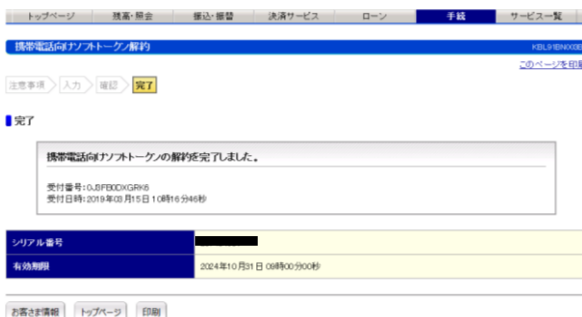 トップページ 残高・照会 振込・振替 決済サービス ローン 手続 サービス一覧
携帯電話向けソフトトークン解約
このページを印刷
注意事項 入力 確認 完了
完了
携帯電話向けソフトトークンの解約を完了しました。
受付番号:0JSFB0DXGRK6
受付日時:2019年03月15日10時16分46秒
シリアル番号
有効期限 2024年10月31日 09時00分00秒
お客さま情報 トップページ 印刷